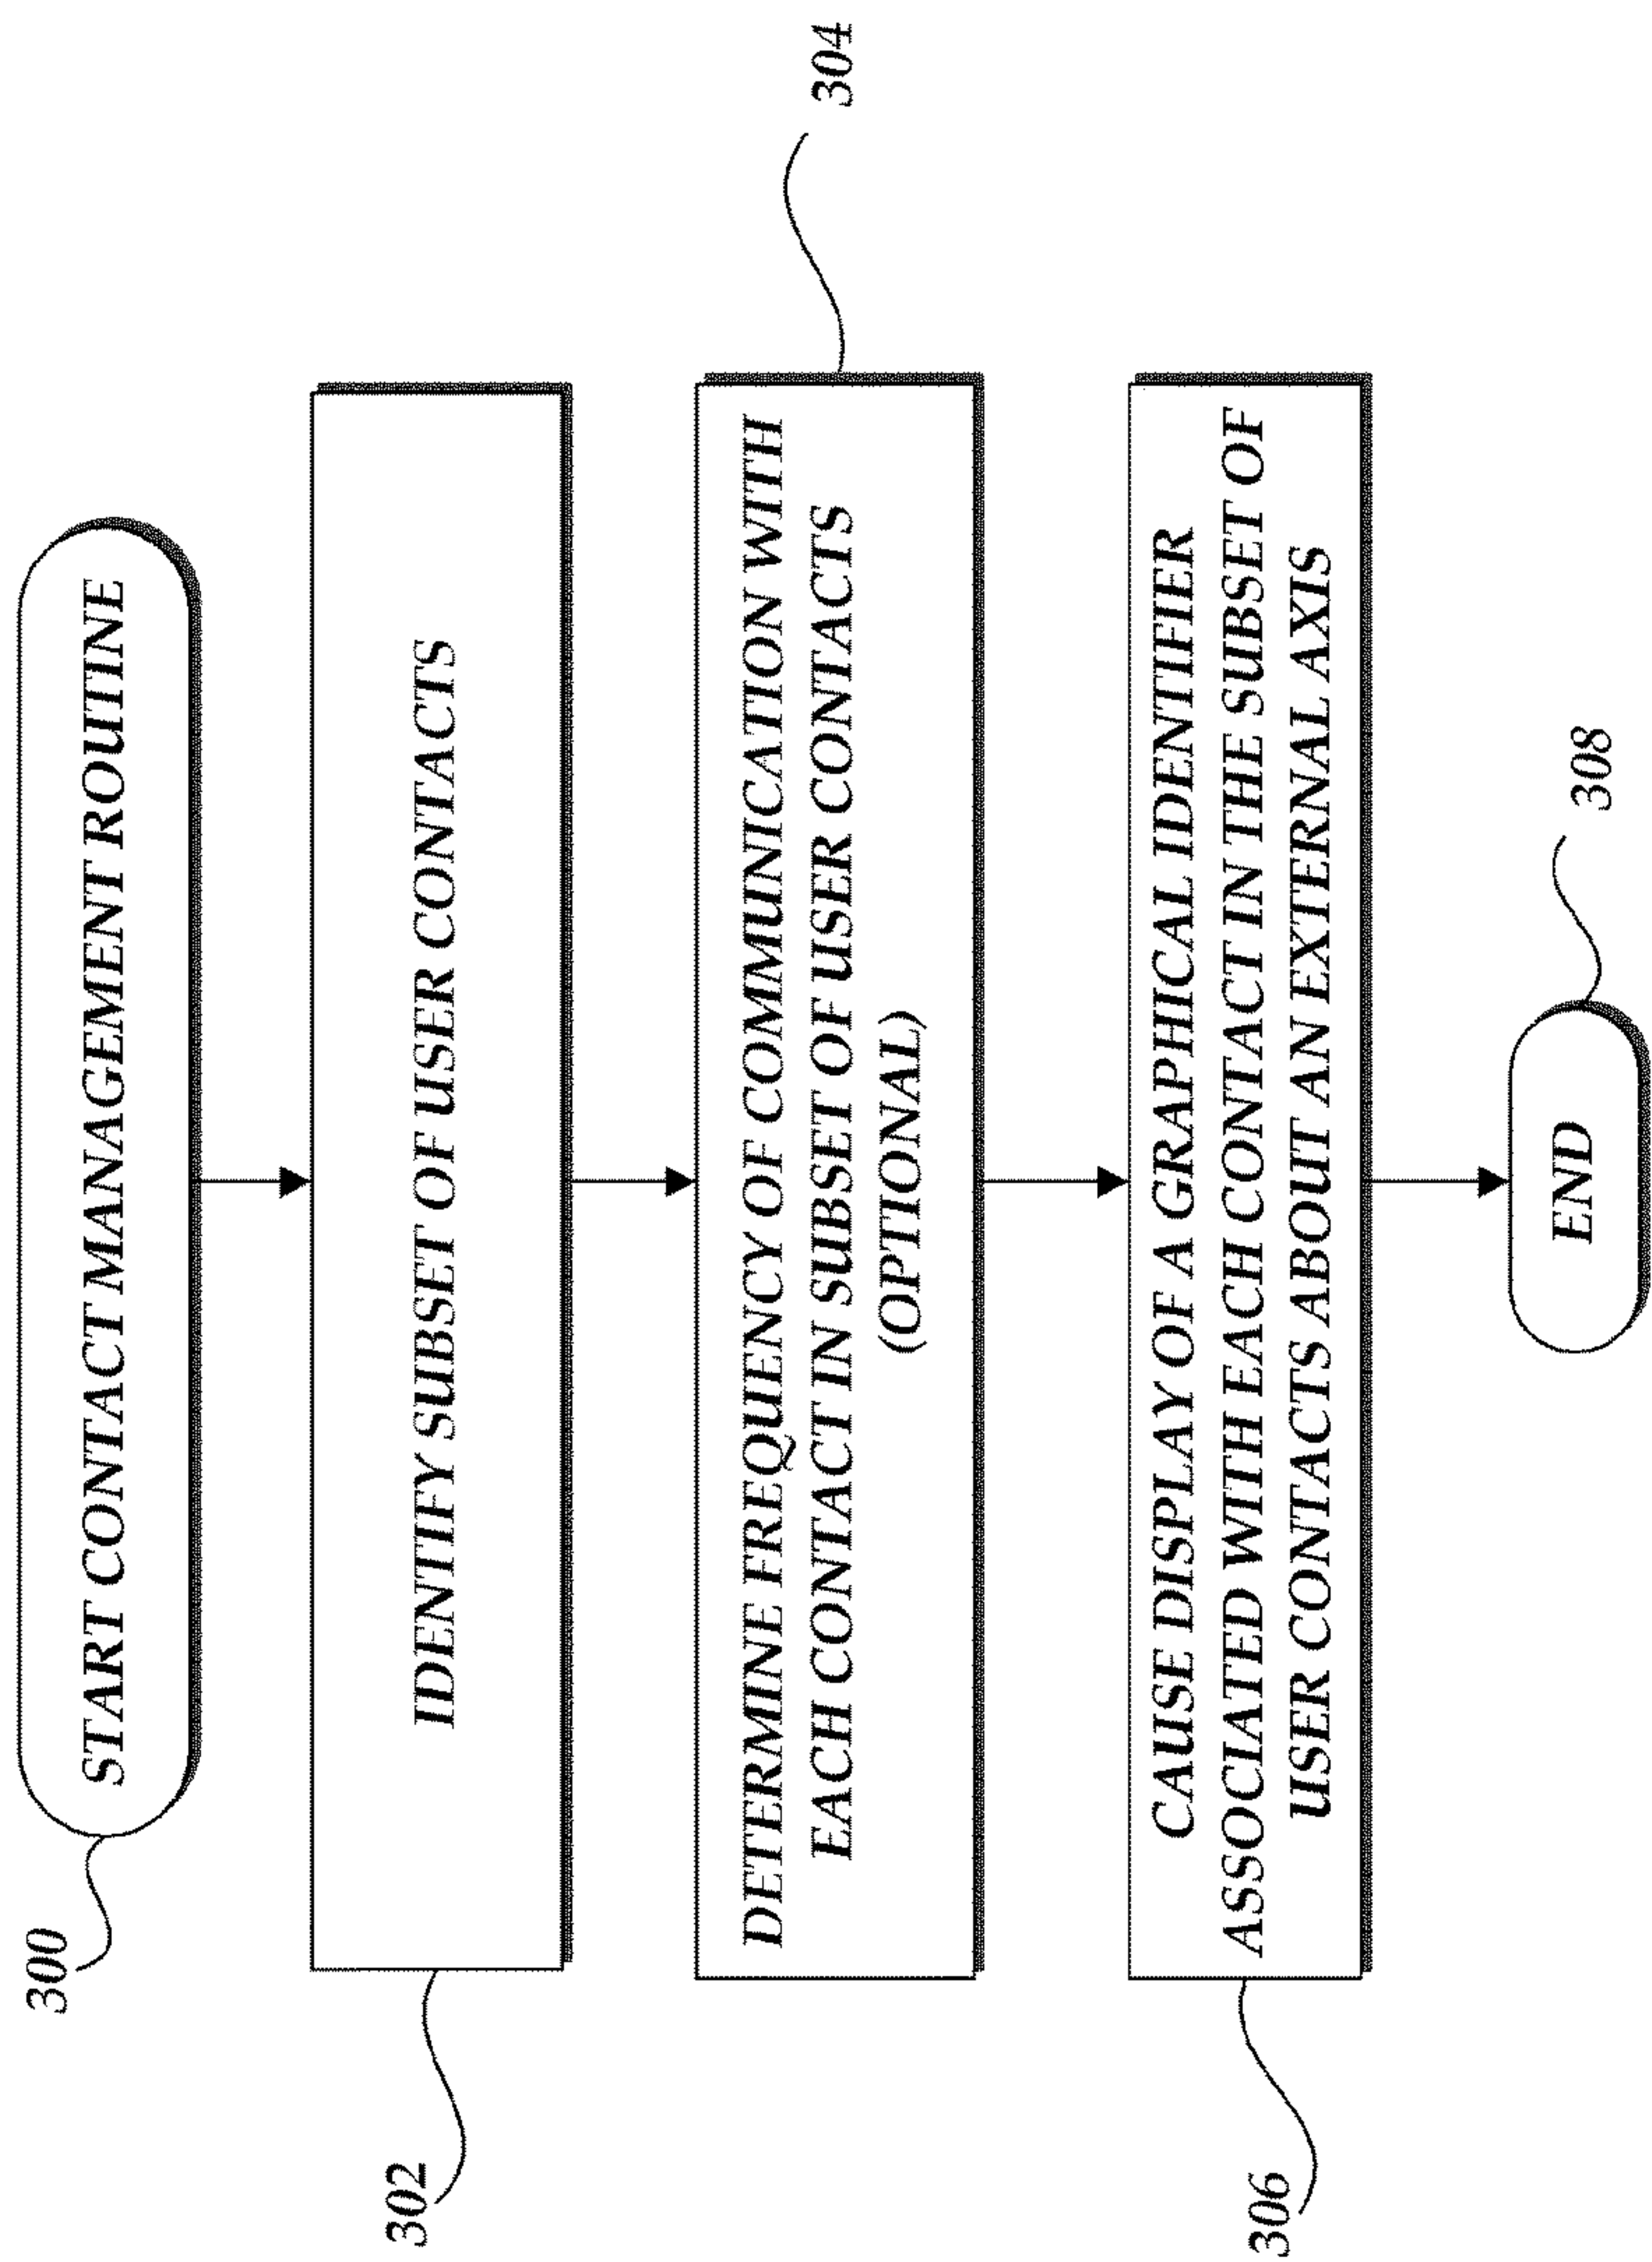 300
START CONTACT MANAGEMENT ROUTINE
302
IDENTIFY SUBSET OF USER CONTACTS
304
DETERMINE FREQUENCY OF COMMUNICATION WITH
EACH CONTACT IN SUBSET OF USER CONTACTS
(OPTIONAL)
306
CAUSE DISPLAY OF A GRAPHICAL IDENTIFIER
ASSOCIATED WITH EACH CONTACT IN THE SUBSET OF
USER CONTACTS ABOUT AN EXTERNAL AXIS
308
END